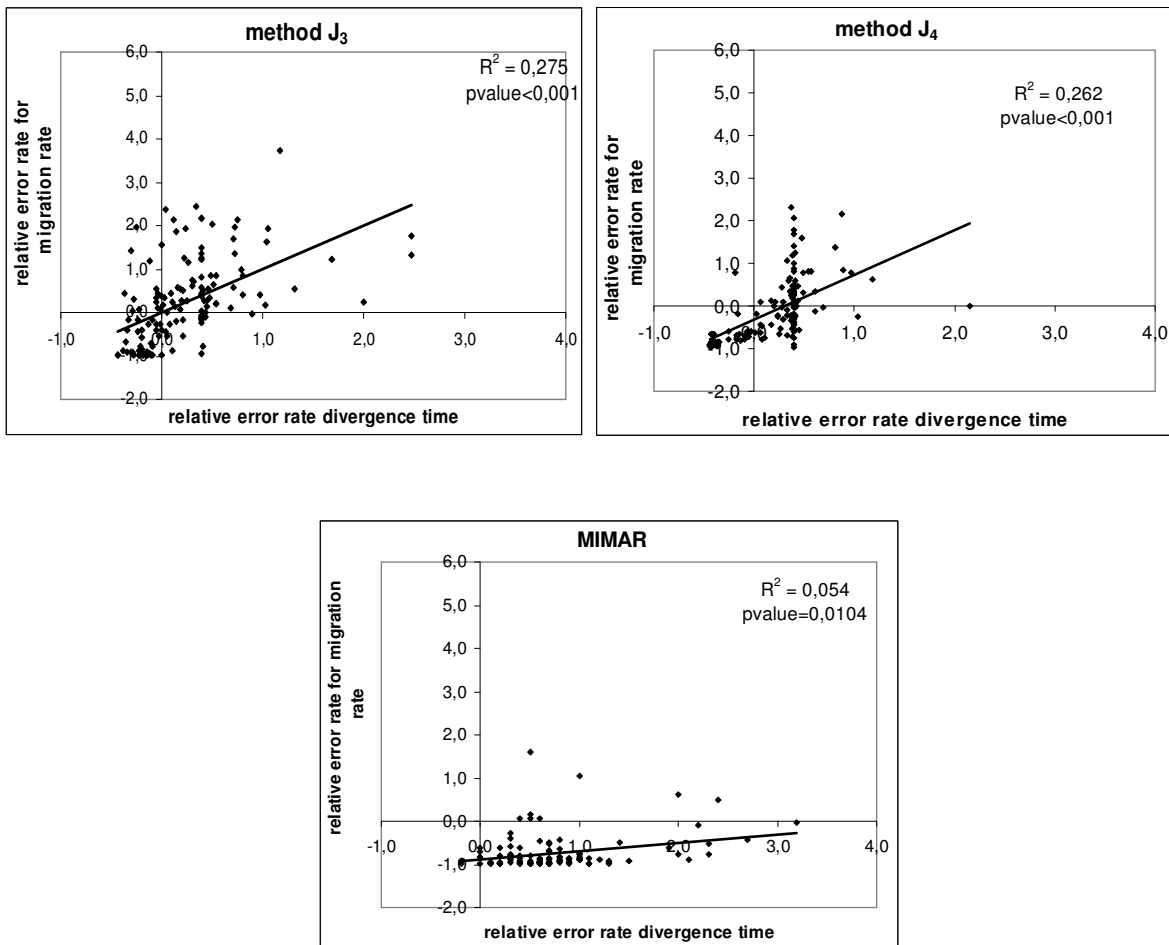 method J3
6,0
5,0
4,0
3,0
2,0
1,0
0,0
-1,0
-2,0
-1,0 0,0 1,0 2,0 3,0 4,0
R2 = 0,275
pvalue<0,001
relative error rate for
migration rate
relative error rate divergence time
method J4
6,0
5,0
4,0
3,0
2,0
1,0
0,0
-1,0
-2,0
-1,0 0,0 1,0 2,0 3,0 4,0
R2 = 0,262
pvalue<0,001
relative error rate for
migration rate
relative error rate divergence time
MIMAR
6,0
5,0
4,0
3,0
2,0
1,0
0,0
-1,0
-2,0
-1,0 0,0 1,0 2,0 3,0 4,0
R2 = 0,054
pvalue=0,0104
relative error rate for migration
rate
relative error rate divergence time